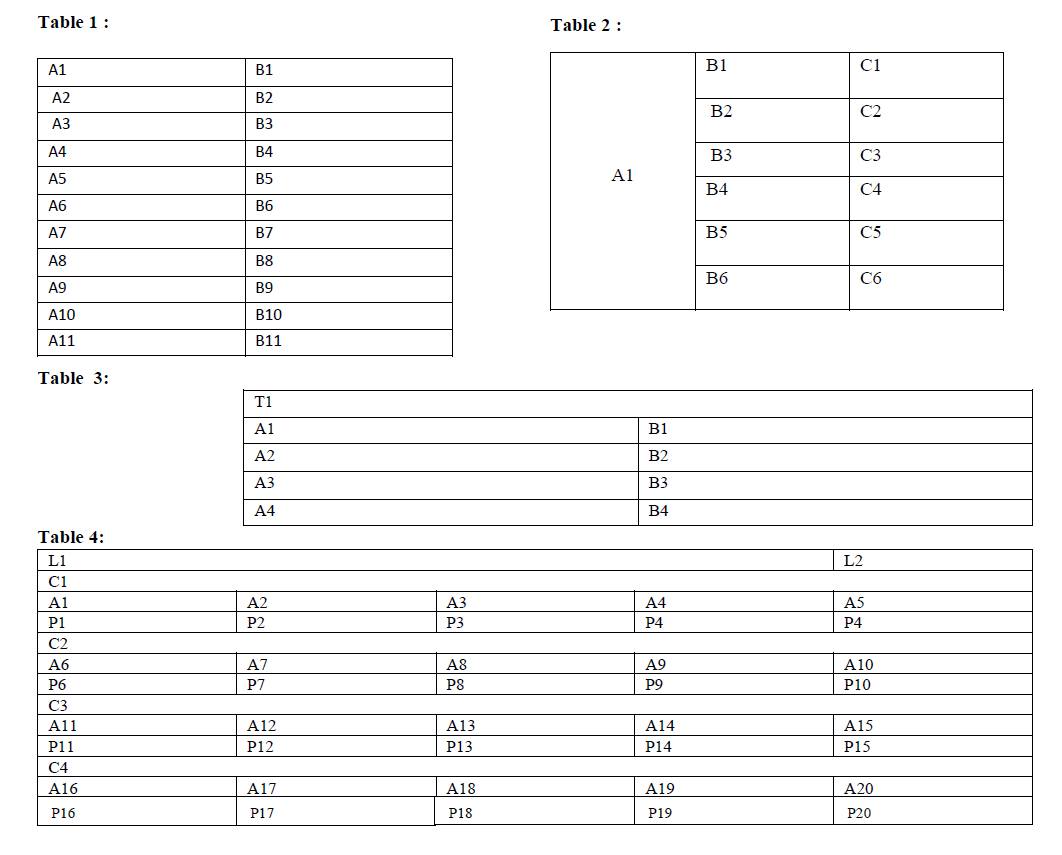 Table 1 :
A1 B1
A2 B2
A3 B3
A4 B4
A5 B5
A6 B6
A7 B7
A8 B8
A9 B9
A10 B10
A11 B11
Table 2 :
B1 C1
B2 C2
B3 C3
A1
B4 C4
B5 C5
B6 C6
Table 3:
T1
A1 B1
A2 B2
A3 B3
A4 B4
Table 4:
L1 L2
C1
A1 A2 A3 A4 A5
P1 P2 P3 P4 P4
C2
A6 A7 A8 A9 A10
P6 P7 P8 P9 P10
C3
A11 A12 A13 A14 A15
P11 P12 P13 P14 P15
C4
A16 A17 A18 A19 A20
P16 P17 P18 P19 P20